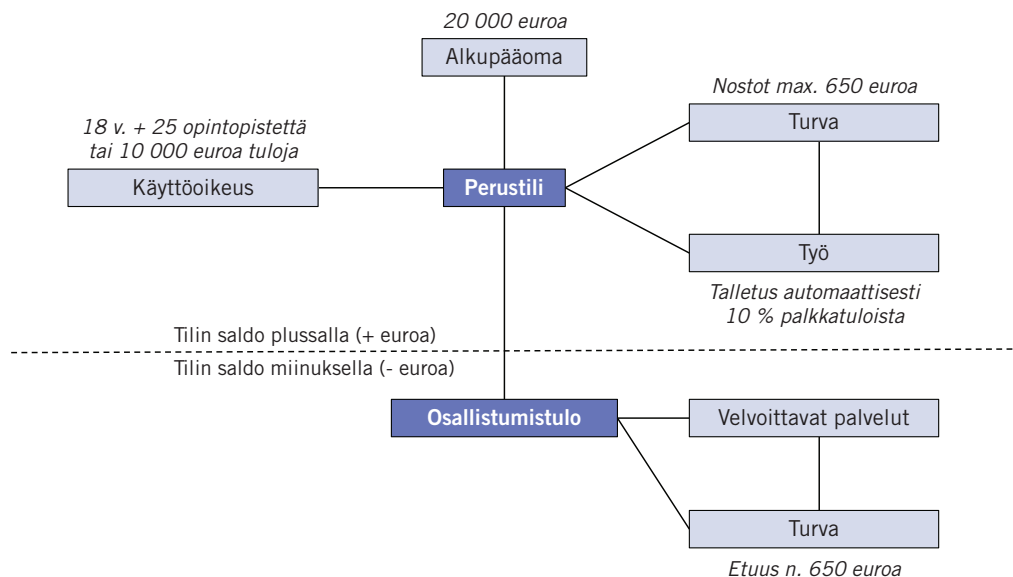 20 000 euroa
Alkupääoma
Nostot max. 650 euroa
Turva
18 v. + 25 opintopistettä
tai 10 000 euroa tuloja
Käyttöoikeus
Perustili
Työ
Talletus automaattisesti
10 % palkkatuloista
Tilin saldo plussalla (+ euroa)
Tilin saldo miinuksella (- euroa)
Osallistumistulo
Velvoittavat palvelut
Turva
Etuus n. 650 euroa